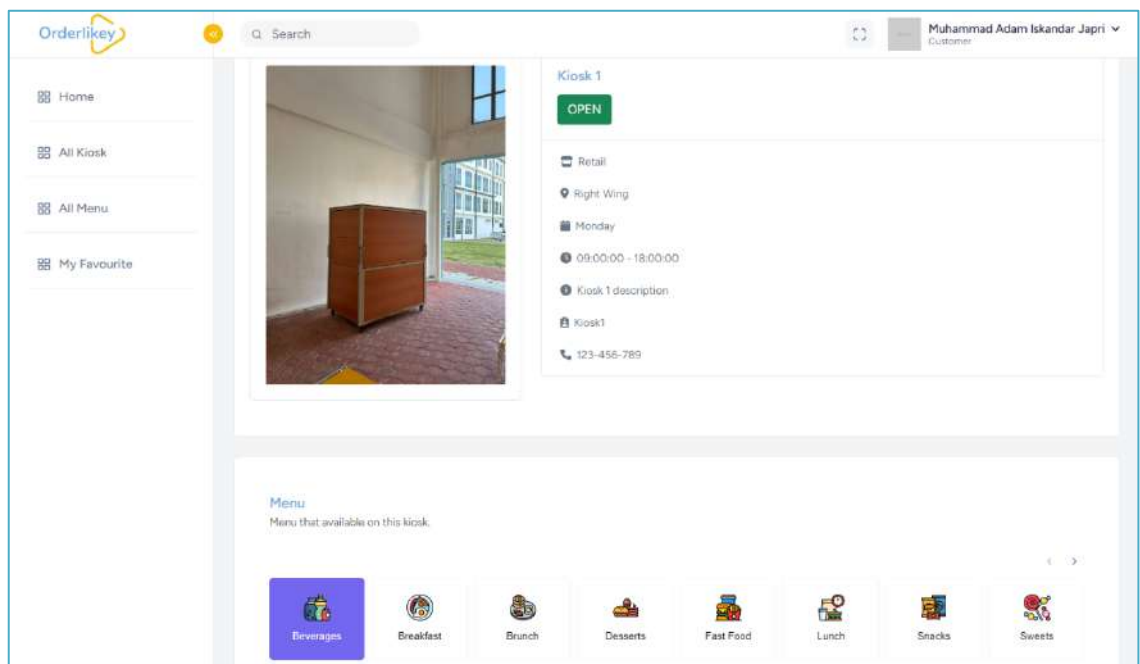 Orderlikey
Search
Muhammad Adam Iskandar Japri
Customer
Home
All Kiosk
All Menu
My Favourite
Kiosk 1
OPEN
Retail
Right Wing
Monday
09:00:00 - 18:00:00
Kiosk 1 description
Kiosk1
123-456-789
Menu
Menu that available on this kiosk.
Beverages
Breakfast
Brunch
Desserts
Fast Food
Lunch
Snacks
Sweets